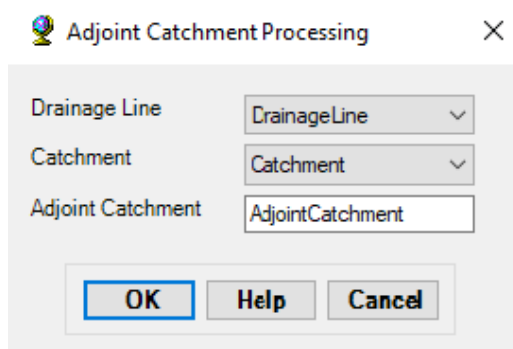 Adjoint Catchment Processing
Drainage Line DrainageLine
Catchment Catchment
Adjoint Catchment AdjointCatchment
OK Help Cancel